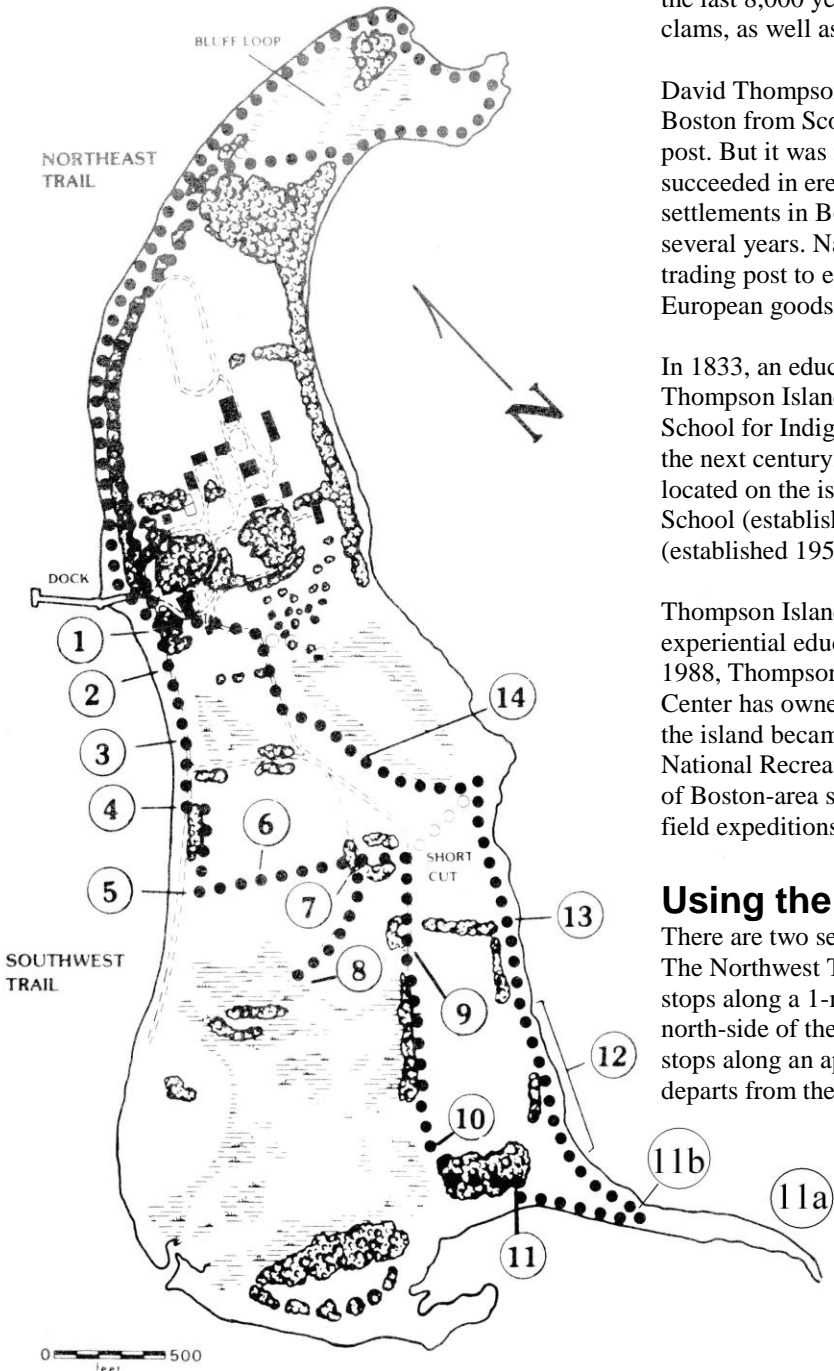 BLUFF LOOP
NORTHEAST
TRAIL
N
DOCK
1
2
3
4
5
6
7
8
9
10
11
11a
11b
12
13
14
SHORT
CUT
SOUTHWEST
TRAIL
0 500
feet
the last 8,000 ye
clams, as well as
David Thompson
Boston from Sco
post. But it was
succeeded in ere
settlements in Bo
several years. Na
trading post to e
European goods
In 1833, an educ
Thompson Island
School for Indig
the next century
located on the is
School (establish
(established 195
Thompson Island
experiential educ
1988, Thompson
Center has owne
the island becam
National Recrea
of Boston-area s
field expeditions
Using the
There are two se
The Northwest T
stops along a 1-m
north-side of the
stops along an ap
departs from the